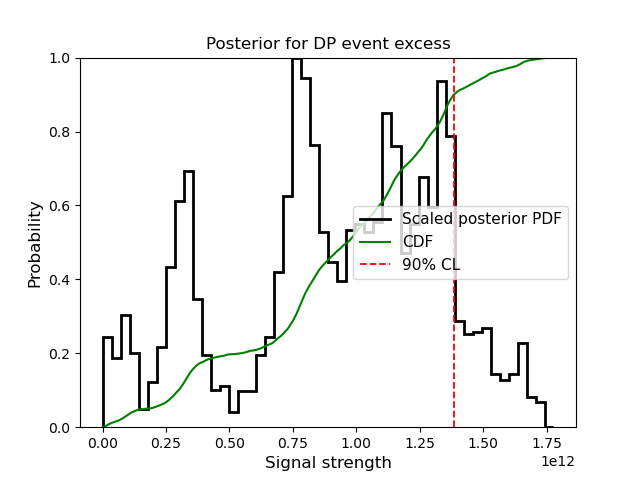 Posterior for DP event excess
1.0
0.8
0.6
0.4
0.2
0.0
Probability
Scaled posterior PDF
CDF
90% CL
0.00 0.25 0.50 0.75 1.00 1.25 1.50 1.75
1e12
Signal strength